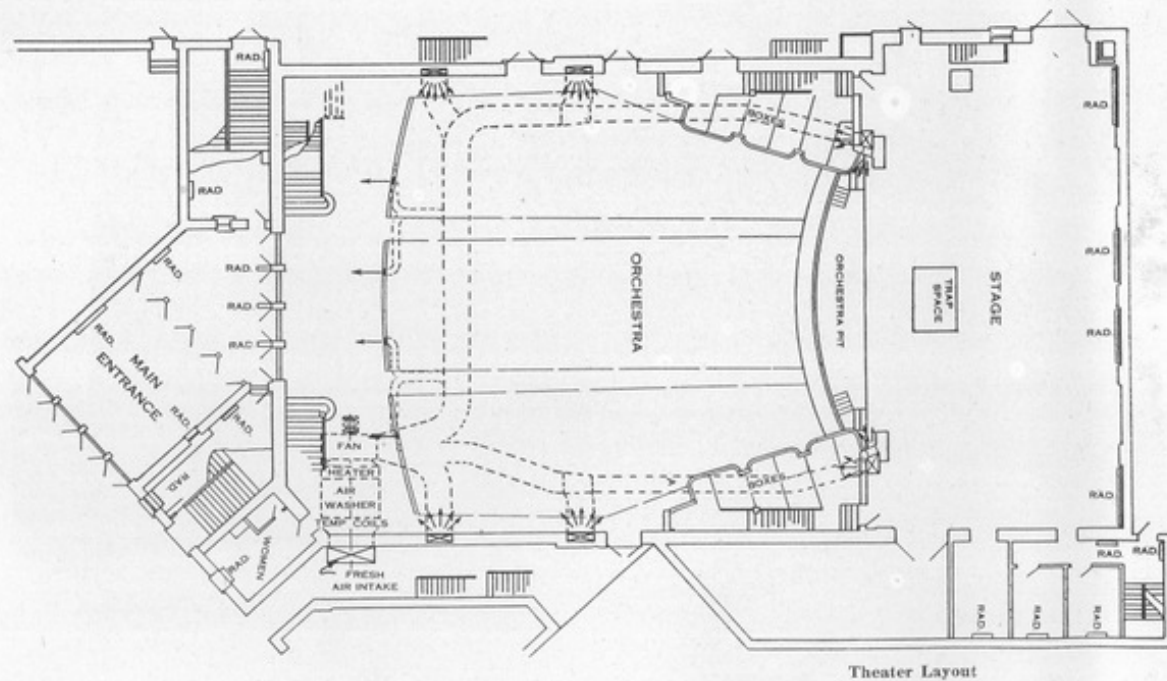 RAD.
RAD
RAD.
RAD.
MAIN
ENTRANCE
RAD.
RAD.
RAD.
RAD.
RAD.
RAD.
RAD.
WOMEN
FAN
HEATER
AIR
WASHER
TEMP. COILS
FRESH
AIR INTAKE
BOXES
ORCHESTRA
BOXES
ORCHESTRA PIT
TRAP
SPACE
STAGE
RAD.
RAD.
RAD.
RAD.
RAD.
RAD.
RAD.
RAD.
RAD.
Theater Layout